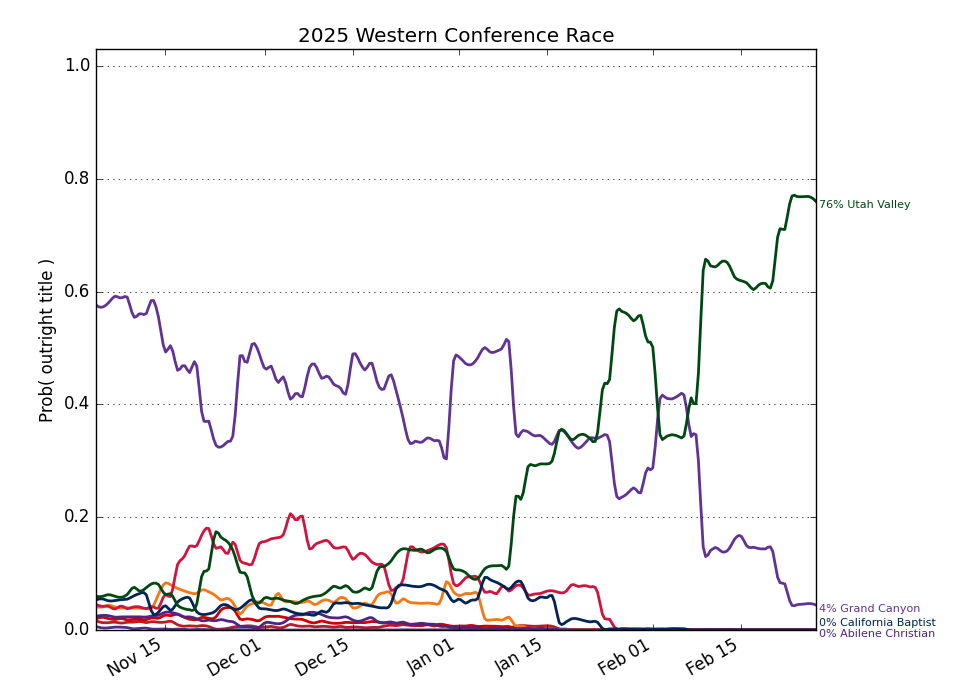 2025 Western Conference Race
Prob( outright title )
1.0
0.8
0.6
0.4
0.2
0.0
76% Utah Valley
4% Grand Canyon
0% California Baptist
0% Abilene Christian
Nov 15
Dec 01
Dec 15
Jan 01
Jan 15
Feb 01
Feb 15